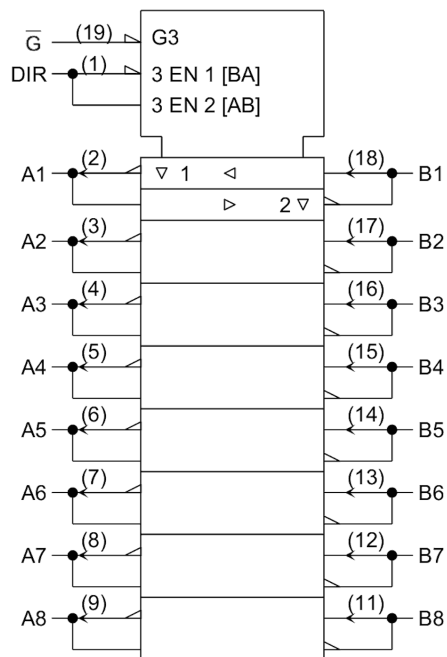 G̅ (19) G3
DIR (1) 3 EN 1 [BA]
3 EN 2 [AB]
A1 (2) ▽ 1 ◁ (18) B1
▷ 2 ▽
A2 (3) (17) B2
A3 (4) (16) B3
A4 (5) (15) B4
A5 (6) (14) B5
A6 (7) (13) B6
A7 (8) (12) B7
A8 (9) (11) B8